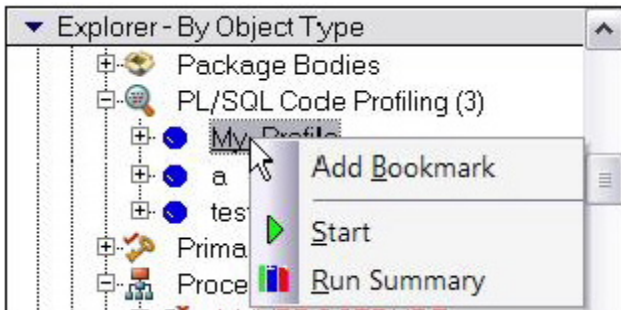 Explorer - By Object Type
Package Bodies
PL/SQL Code Profiling (3)
My Profile
Add Bookmark
a
Start
Run Summary